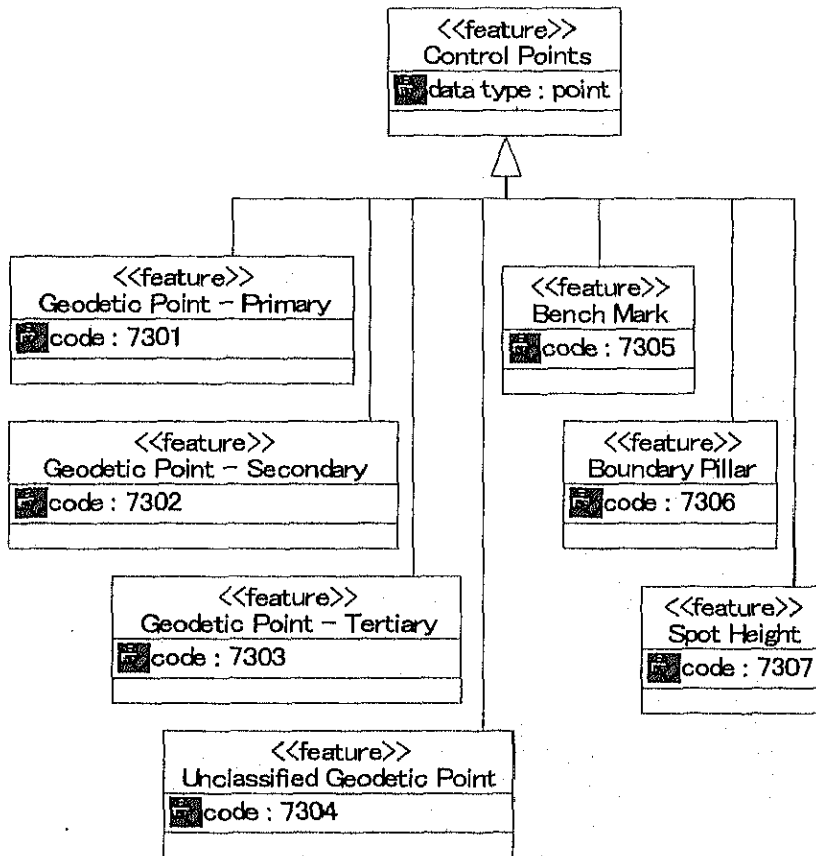 <<feature>>
Control Points
data type : point
<<feature>>
Geodetic Point - Primary
code : 7301
<<feature>>
Bench Mark
code : 7305
<<feature>>
Geodetic Point - Secondary
code : 7302
<<feature>>
Boundary Pillar
code : 7306
<<feature>>
Geodetic Point - Tertiary
code : 7303
<<feature>>
Spot Height
code : 7307
<<feature>>
Unclassified Geodetic Point
code : 7304